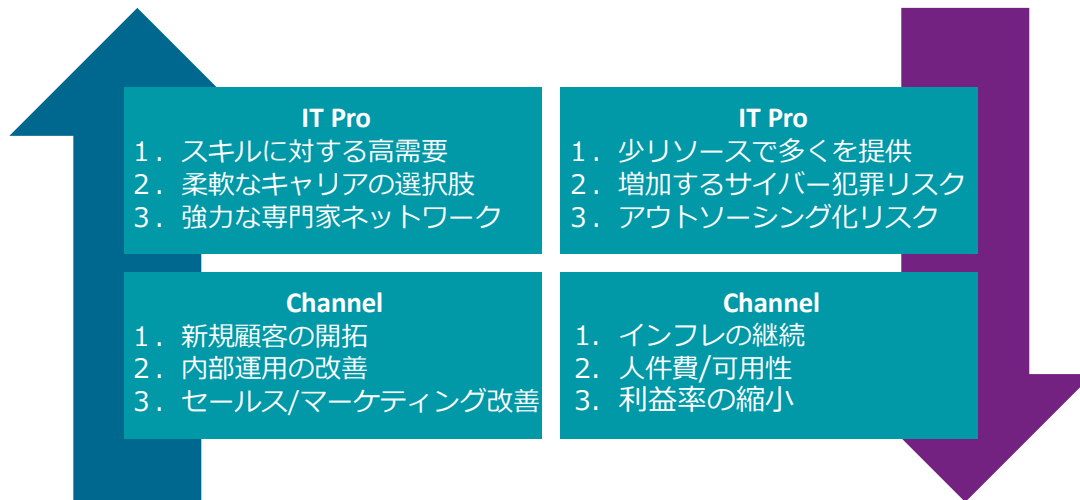 IT Pro
１．スキルに対する高需要
２．柔軟なキャリアの選択肢
３．強力な専門家ネットワーク
IT Pro
１．少リソースで多くを提供
２．増加するサイバー犯罪リスク
３．アウトソーシング化リスク
Channel
１．新規顧客の開拓
２．内部運用の改善
３．セールス/マーケティング改善
Channel
1. インフレの継続
2. 人件費/可用性
3. 利益率の縮小